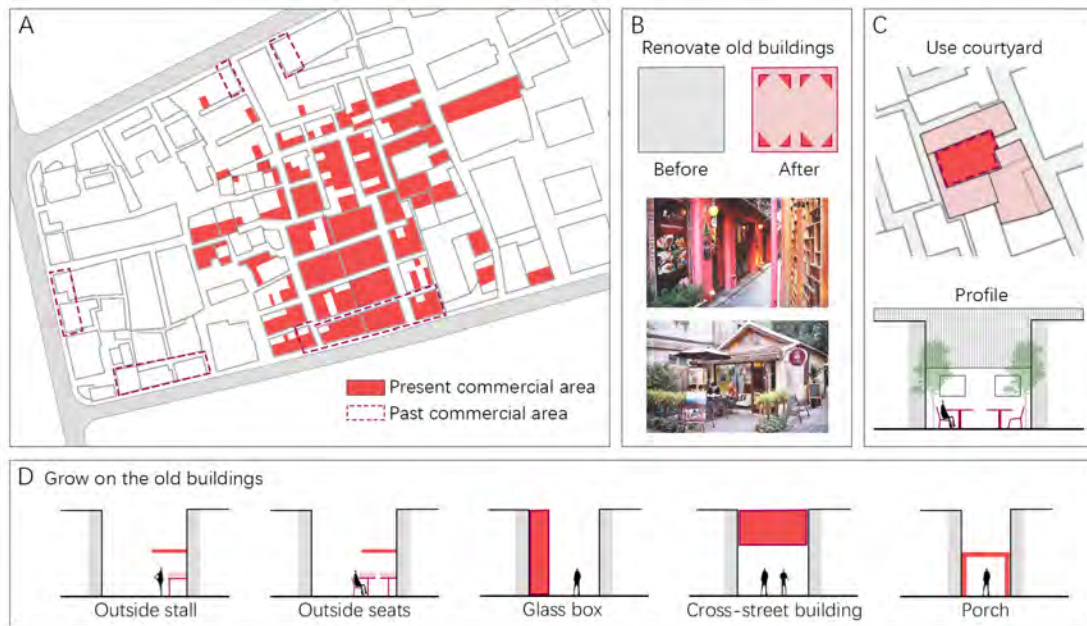 A
Present commercial area
Past commercial area
B
Renovate old buildings
Before
After
C
Use courtyard
Profile
D Grow on the old buildings
Outside stall
Outside seats
Glass box
Cross-street building
Porch